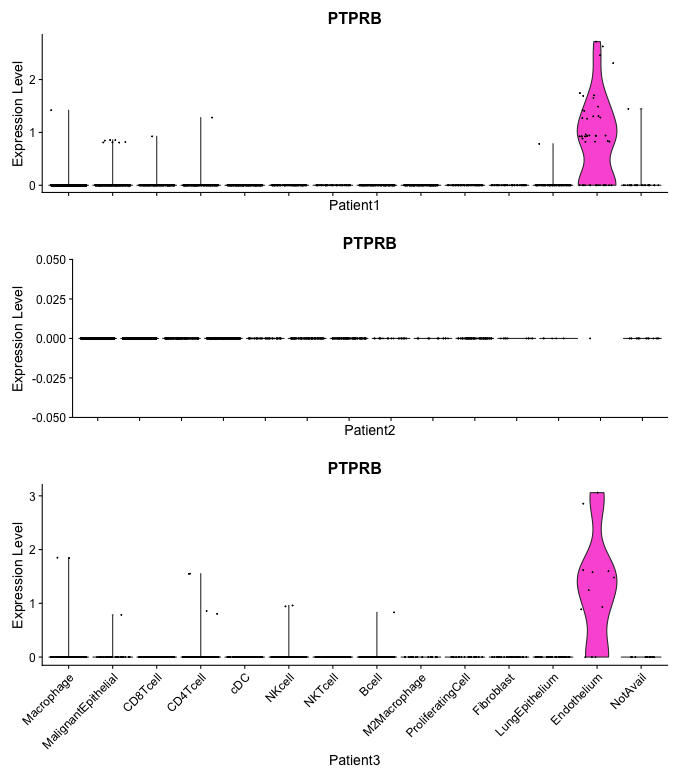 PTPRB
Expression Level
2
1
0
Patient1
PTPRB
Expression Level
0.050
0.025
0.000
-0.025
-0.050
Patient2
PTPRB
Expression Level
3
2
1
0
Macrophage
MalignantEpithelial
CD8Tcell
CD4Tcell
cDC
NKcell
NKTcell
Bcell
M2Macrophage
ProliferatingCell
Fibroblast
LungEpithelium
Endothelium
NotAvail
Patient3